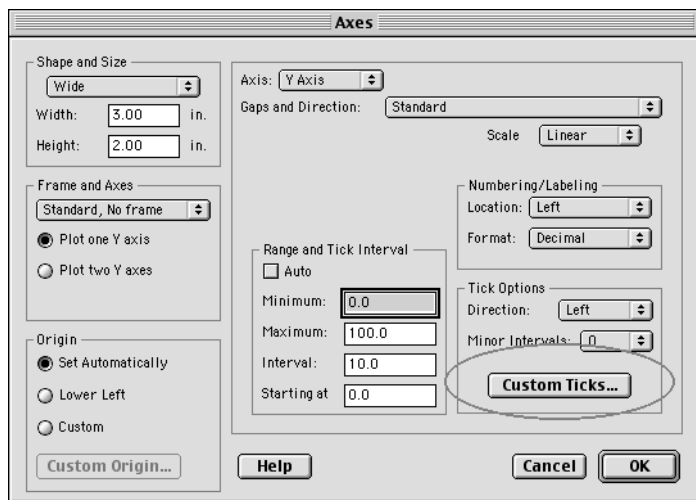 Axes
Shape and Size
Wide
Width: 3.00 in.
Height: 2.00 in.
Frame and Axes
Standard, No frame
Plot one Y axis
Plot two Y axes
Origin
Set Automatically
Lower Left
Custom
Custom Origin...
Axis: Y Axis
Gaps and Direction: Standard
Scale Linear
Range and Tick Interval
Auto
Minimum: 0.0
Maximum: 100.0
Interval: 10.0
Starting at 0.0
Numbering/Labeling
Location: Left
Format: Decimal
Tick Options
Direction: Left
Minor Intervals: 0
Custom Ticks...
Help
Cancel
OK